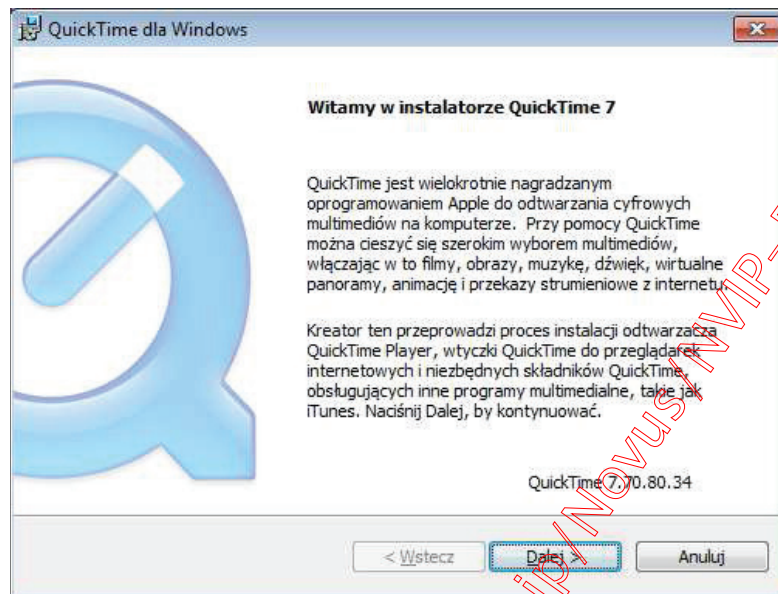 QuickTime dla Windows
Witamy w instalatorze QuickTime 7
QuickTime jest wielokrotnie nagradzanym
oprogramowaniem Apple do odtwarzania cyfrowych
multimediów na komputerze. Przy pomocy QuickTime
można cieszyć się szerokim wyborem multimediów,
włączając w to filmy, obrazy, muzykę, dźwięk, wirtualne
panoramy, animację i przekazy strumieniowe z internetu.
Kreator ten przeprowadzi proces instalacji odtwarzacza
QuickTime Player, wtyczki QuickTime do przeglądarek
internetowych i niezbędnych składników QuickTime,
obsługujących inne programy multimedialne, takie jak
iTunes. Naciśnij Dalej, by kontynuować.
QuickTime 7.70.80.34
< Wstecz
Dalej >
Anuluj
ip/Novus/NVIP-